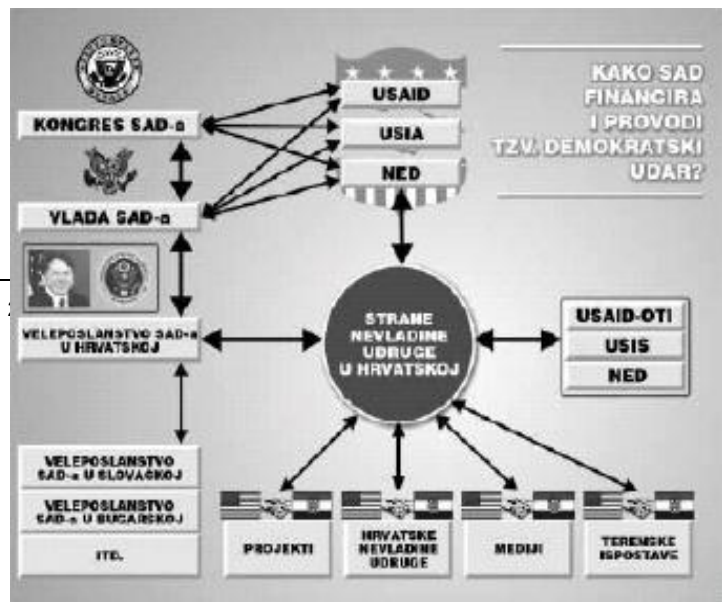 KAKO SAD
FINANCIRA
I PROVODI
TZV. DEMOKRATSKI
UDAR?
KONGRES SAD-a
VLADA SAD-a
VELEPOSLANSTVO SAD-a
U HRVATSKOJ
VELEPOSLANSTVO
SAD-a U SLOVAČKOJ
VELEPOSLANSTVO
SAD-a U BUGARSKOJ
ITD.
USAID
USIA
NED
STRANE
NEVLADINE
UDRUGE
U HRVATSKOJ
USAID-OTI
USIS
NED
PROJEKTI
HRVATSKE
NEVLADINE
UDRUGE
MEDIJI
TERENSKE
ISPOSTAVE